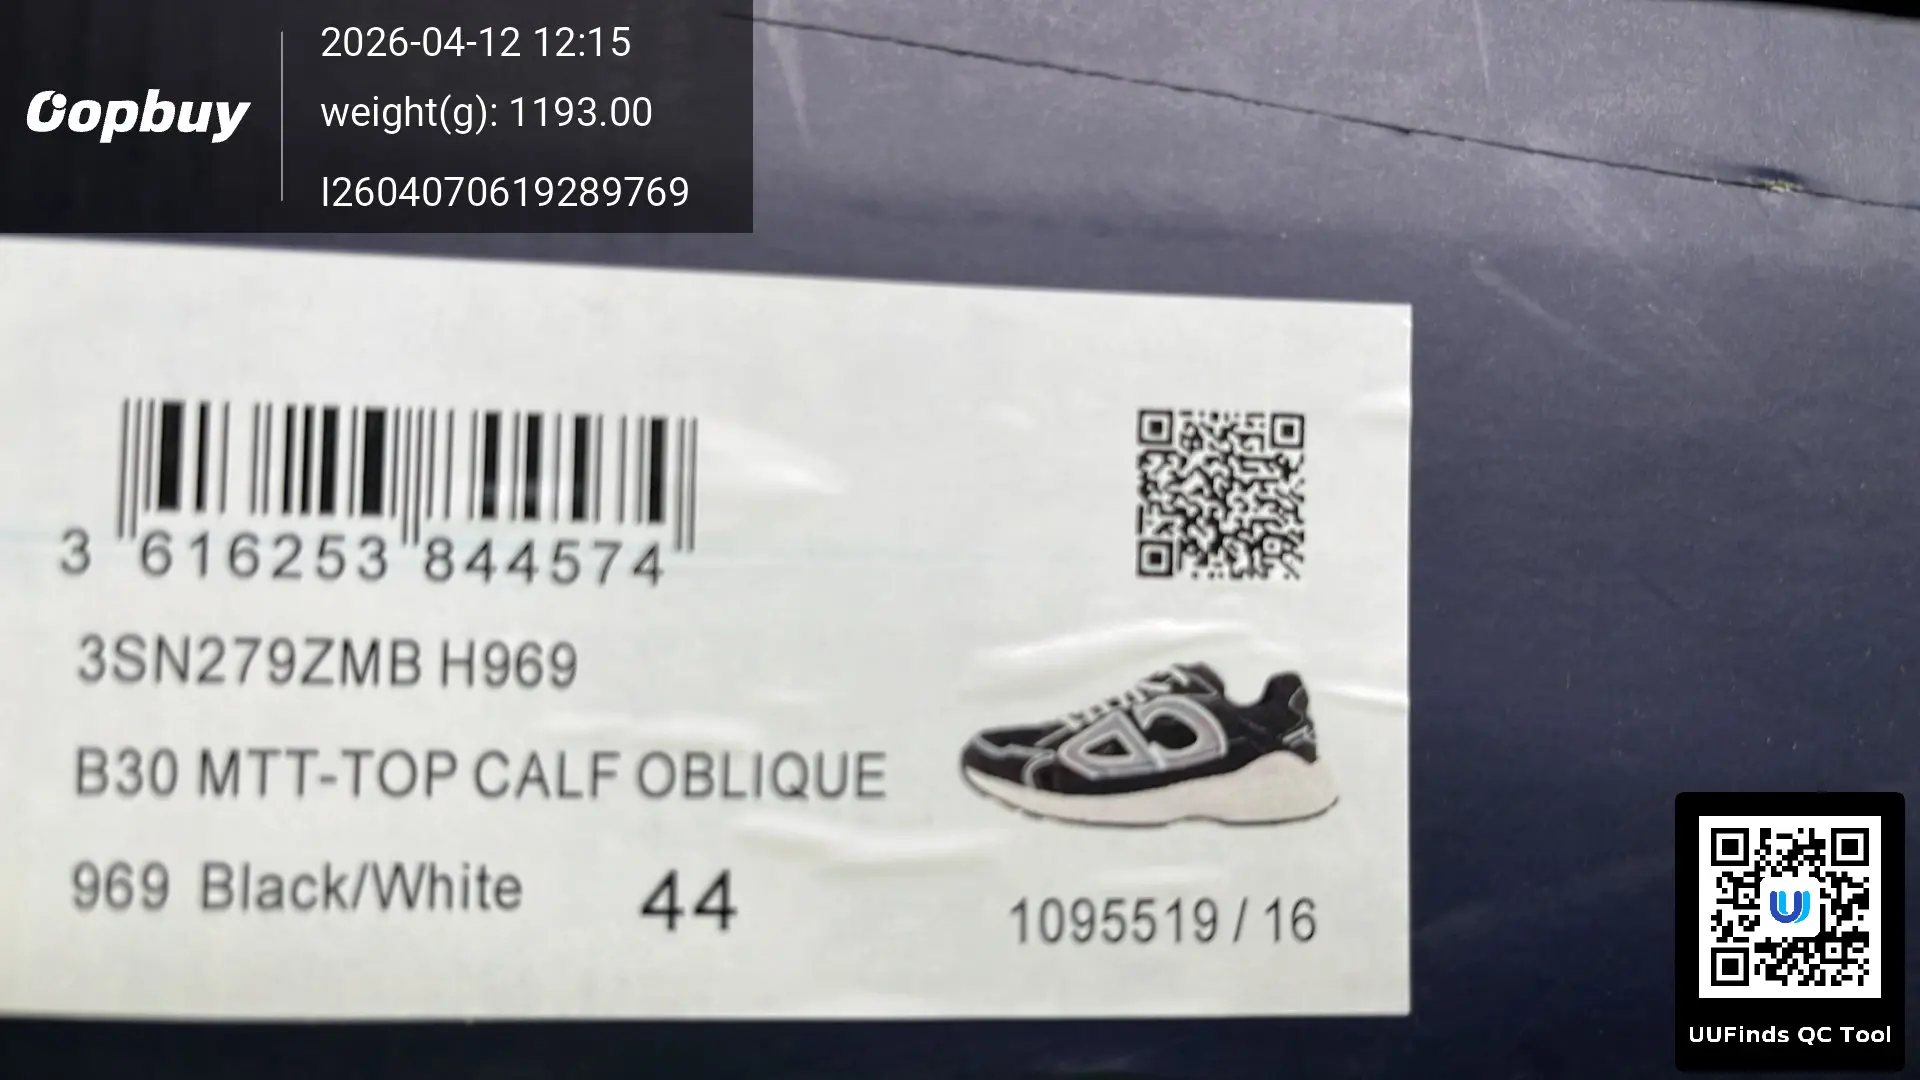 Oopbuy
2026-04-12 12:15
weight(g): 1193.00
I2604070619289769
3 616253 844574
3SN279ZMB H969
B30 MTT-TOP CALF OBLIQUE
969 Black/White 44
1095519 / 16
UUFinds QC Tool